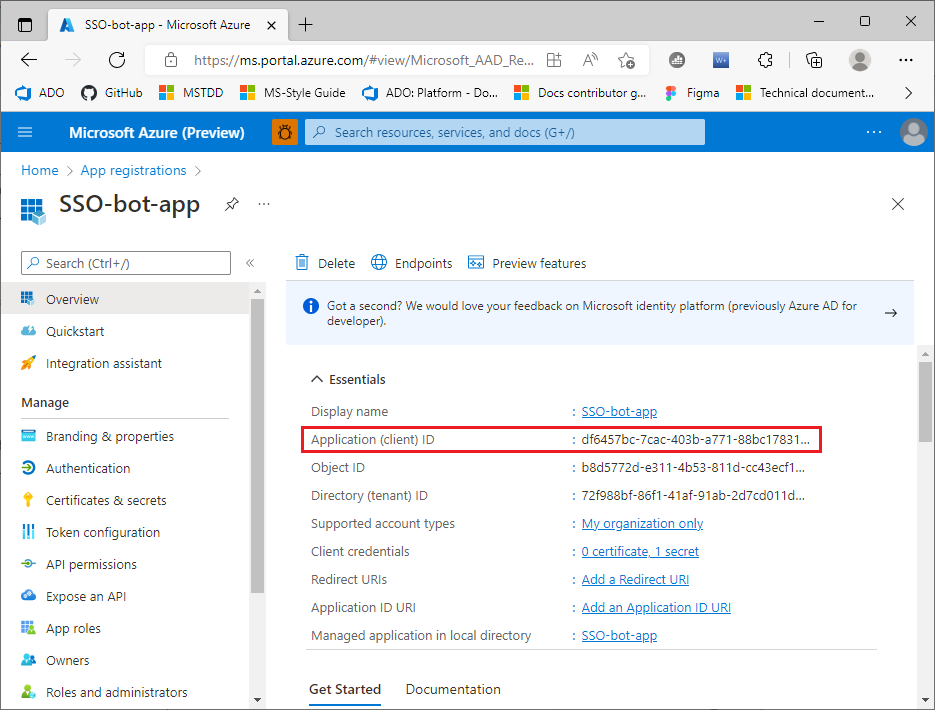 SSO-bot-app - Microsoft Azure
https://ms.portal.azure.com/#view/Microsoft_AAD_Re...
ADO
GitHub
MSTDD
MS-Style Guide
ADO: Platform - Do...
Docs contributor g...
Figma
Technical document...
Microsoft Azure (Preview)
Search resources, services, and docs (G+/)
Home > App registrations >
SSO-bot-app
Search (Ctrl+/)
Overview
Quickstart
Integration assistant
Manage
Branding & properties
Authentication
Certificates & secrets
Token configuration
API permissions
Expose an API
App roles
Owners
Roles and administrators
Delete
Endpoints
Preview features
Got a second? We would love your feedback on Microsoft identity platform (previously Azure AD for
developer).
Essentials
Display name : SSO-bot-app
Application (client) ID : df6457bc-7cac-403b-a771-88bc17831...
Object ID : b8d5772d-e311-4b53-811d-cc43ecf1...
Directory (tenant) ID : 72f988bf-86f1-41af-91ab-2d7cd011d...
Supported account types : My organization only
Client credentials : 0 certificate, 1 secret
Redirect URIs : Add a Redirect URI
Application ID URI : Add an Application ID URI
Managed application in local directory : SSO-bot-app
Get Started
Documentation